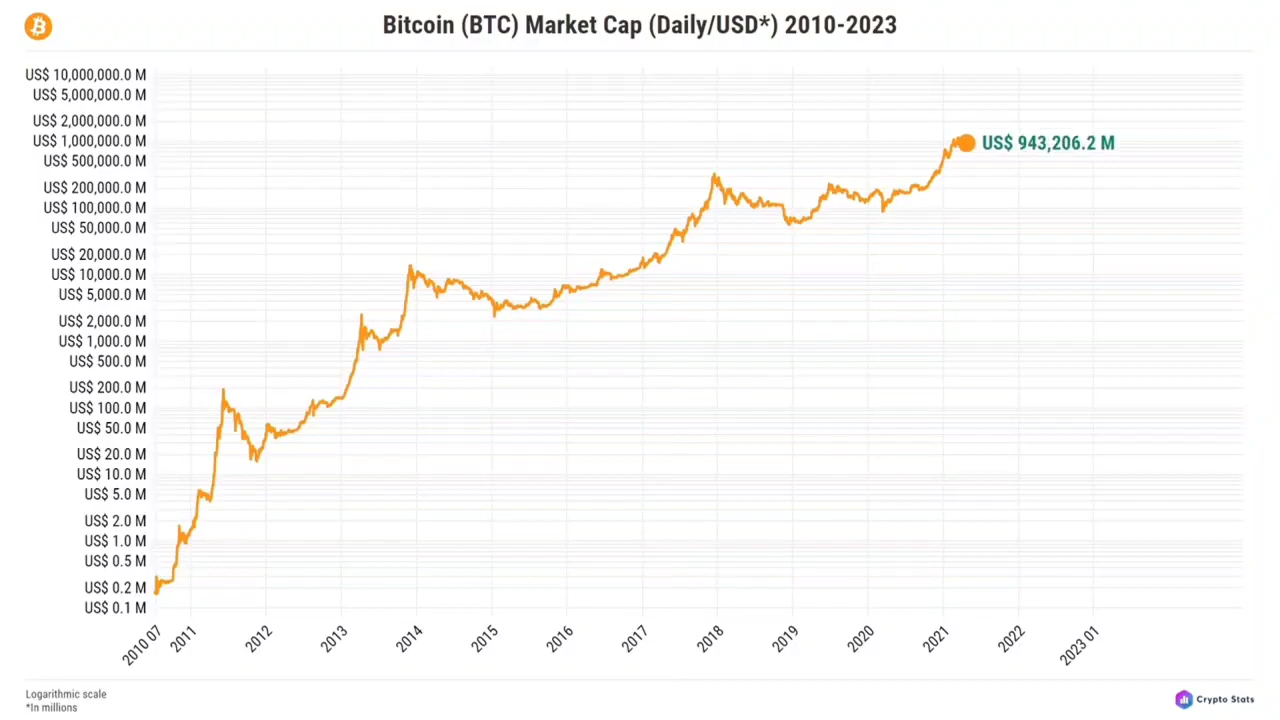 Bitcoin (BTC) Market Cap (Daily/USD*) 2010-2023
US$ 10,000,000.0 M
US$ 5,000,000.0 M
US$ 2,000,000.0 M
US$ 1,000,000.0 M
US$ 500,000.0 M
US$ 200,000.0 M
US$ 100,000.0 M
US$ 50,000.0 M
US$ 20,000.0 M
US$ 10,000.0 M
US$ 5,000.0 M
US$ 2,000.0 M
US$ 1,000.0 M
US$ 500.0 M
US$ 200.0 M
US$ 100.0 M
US$ 50.0 M
US$ 20.0 M
US$ 10.0 M
US$ 5.0 M
US$ 2.0 M
US$ 1.0 M
US$ 0.5 M
US$ 0.2 M
US$ 0.1 M
US$ 943,206.2 M
2010 07
2011
2012
2013
2014
2015
2016
2017
2018
2019
2020
2021
2022
2023 01
Logarithmic scale
*In millions
Crypto Stats